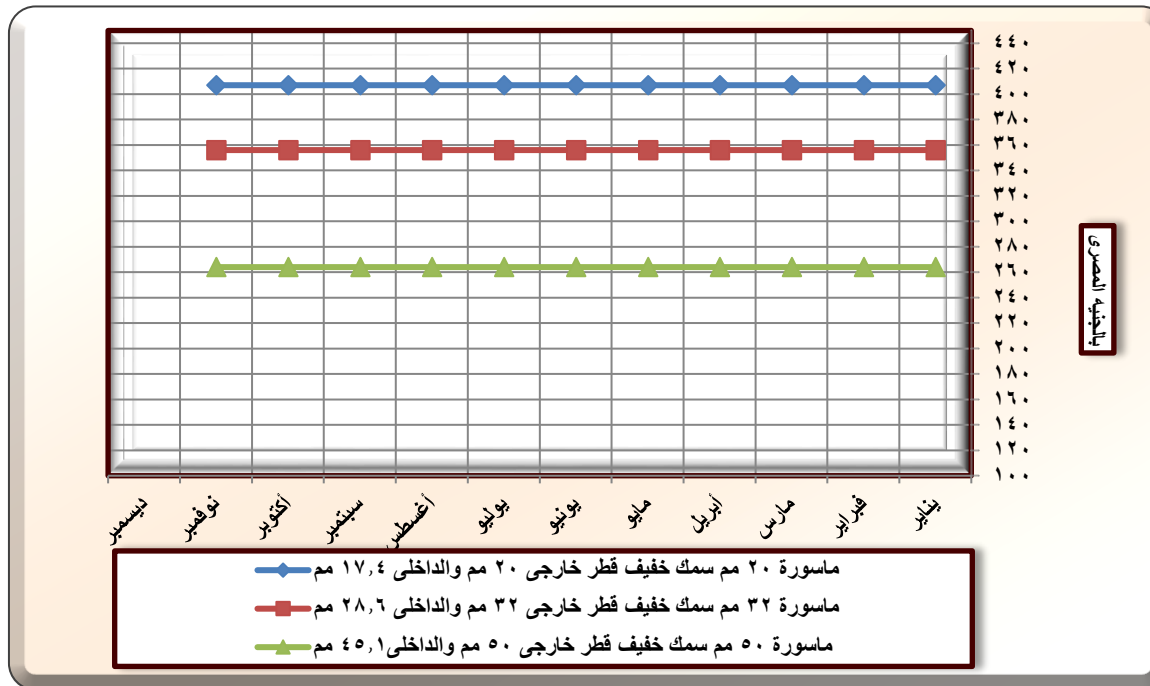 ٤٤٠
٤٢٠
٤٠٠
٣٨٠
٣٦٠
٣٤٠
٣٢٠
٣٠٠
٢٨٠
٢٦٠
٢٤٠
٢٢٠
٢٠٠
١٨٠
١٦٠
١٤٠
١٢٠
١٠٠
بالجنيه المصرى
يناير
فبراير
مارس
أبريل
مايو
يونيو
يوليو
أغسطس
سبتمبر
أكتوبر
نوفمبر
ديسمبر
ماسورة ٢٠ مم سمك خفيف قطر خارجى ٢٠ مم والداخلى ١٧,٤ مم
ماسورة ٣٢ مم سمك خفيف قطر خارجى ٣٢ مم والداخلى ٢٨,٦ مم
ماسورة ٥٠ مم سمك خفيف قطر خارجى ٥٠ مم والداخلى٤٥,١ مم